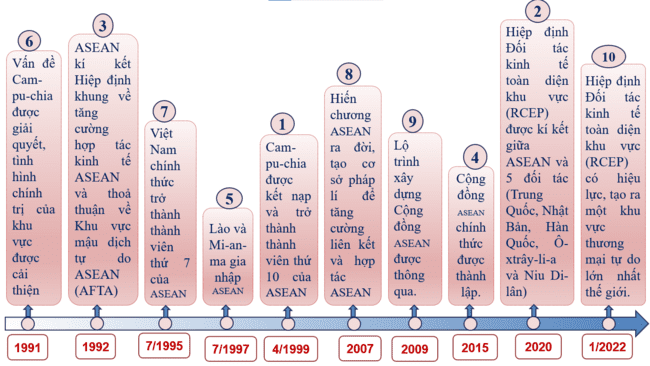 6
Vấn đề
Cam-
pu-chia
được
giải
quyết,
tình
hình
chính
trị của
khu
vực
được
cải
thiện
3
ASEAN
kí kết
Hiệp định
khung về
tăng
cường
hợp tác
kinh tế
ASEAN
và thoả
thuận về
Khu vực
mậu dịch
tự do
ASEAN
(AFTA)
7
Việt
Nam
chính
thức
trở
thành
thành
viên
thứ 7
của
ASEAN
5
Lào và
Mi-an-
ma gia
nhập
ASEAN
1
Cam-
pu-chia
được
kết nạp
và trở
thành
thành
viên thứ
10 của
ASEAN
8
Hiến
chương
ASEAN
ra đời,
tạo cơ
sở pháp
lí để
tăng
cường
liên kết
và hợp
tác
ASEAN
9
Lộ
trình
xây
dựng
Cộng
đồng
ASEAN
được
thông
qua.
4
Cộng
đồng
ASEAN
chính
thức
được
thành
lập.
2
Hiệp định
Đối tác
kinh tế
toàn diện
khu vực
(RCEP)
được kí kết
giữa
ASEAN và
5 đối tác
(Trung
Quốc, Nhật
Bản, Hàn
Quốc, Ô-
xtrây-li-a
và Niu Di-
lân)
10
Hiệp định
Đối tác
kinh tế
toàn diện
khu vực
(RCEP)
có hiệu
lực, tạo ra
một khu
vực
thương
mại tự do
lớn nhất
thế giới.
1991
1992
7/1995
7/1997
4/1999
2007
2009
2015
2020
1/2022